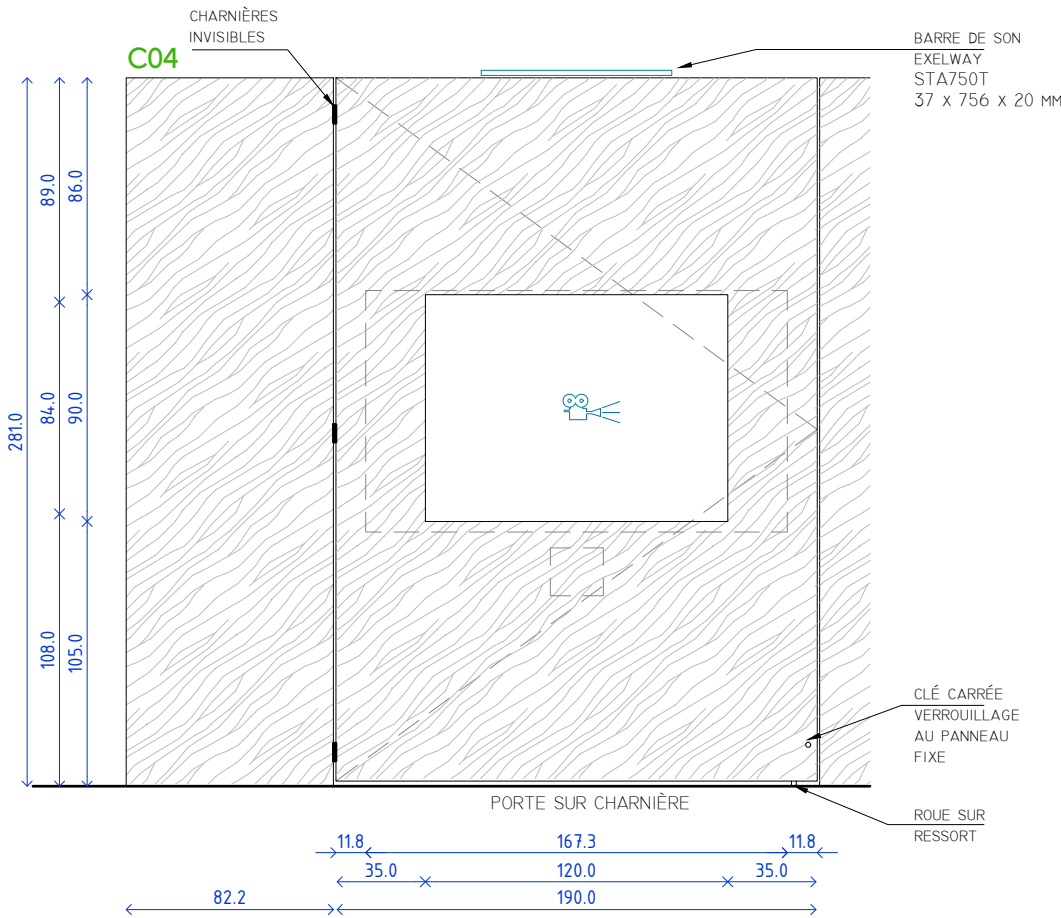 CHARNIÈRES
INVISIBLES
C04
BARRE DE SON
EXELWAY
STA750T
37 X 756 X 20 MM
89.0
86.0
281.0
84.0
90.0
108.0
105.0
CLÉ CARRÉE
VERROUILLAGE
AU PANNEAU
FIXE
PORTE SUR CHARNIÈRE
ROUE SUR
RESSORT
11.8 167.3 11.8
35.0 120.0 35.0
82.2 190.0